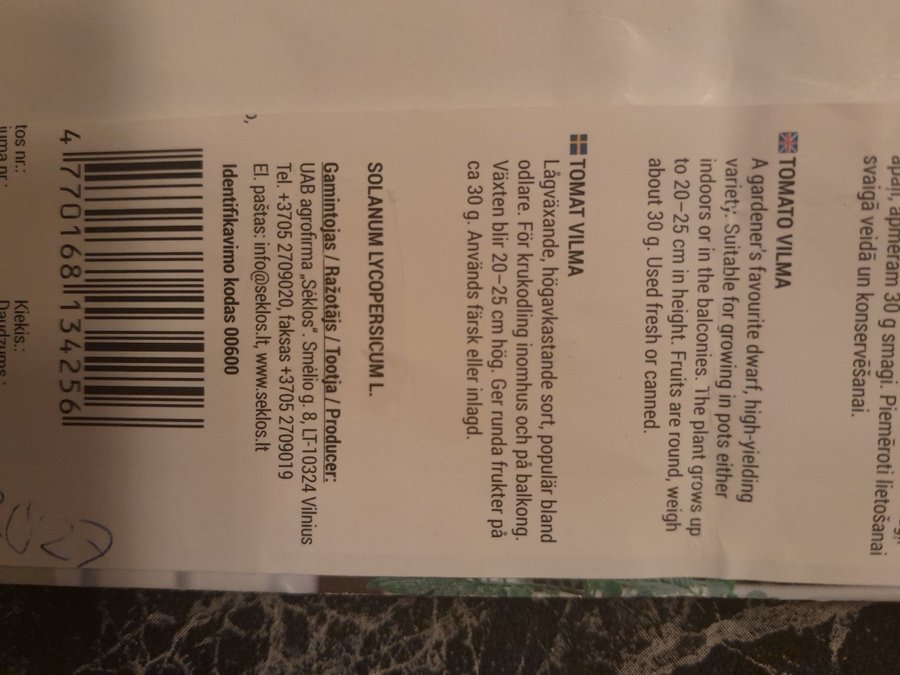 apaļi, apmēram 30 g smagi. Piemēroti lietošanai
svaigā veidā un konservēšanai.
TOMATO VILMA
A gardener's favourite dwarf, high-yielding
variety. Suitable for growing in pots either
indoors or in the balconies. The plant grows up
to 20–25 cm in height. Fruits are round, weigh
about 30 g. Used fresh or canned.
TOMAT VILMA
Lågväxande, högavkastande sort, populär bland
odlare. För krukodling inomhus och på balkong.
Växten blir 20–25 cm hög. Ger runda frukter på
ca 30 g. Används färsk eller inlagd.
SOLANUM LYCOPERSICUM L.
Gamintojas / Ražotājs / Tootja / Producer:
UAB agrofirma „Sėklos“. Smėlio g. 8, LT-10324 Vilnius
Tel. +3705 2709020, faksas +3705 2709019
El. paštas: info@seklos.lt, www.seklos.lt
Identifikavimo kodas 00600
4 770168 134256
tos nr.: Kiekis.:
juma nr.: Daudzums.: